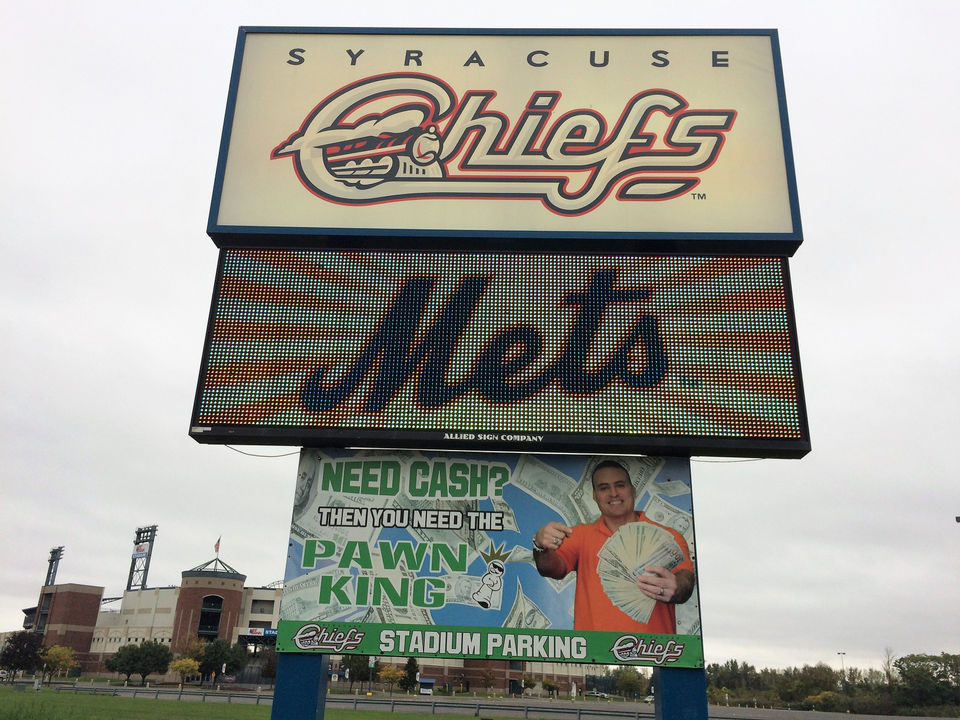 SYRACUSE
Chiefs
TM
Mets
ALLIED SIGN COMPANY
NEED CASH?
THEN YOU NEED THE
PAWN
KING
Chiefs STADIUM PARKING Chiefs